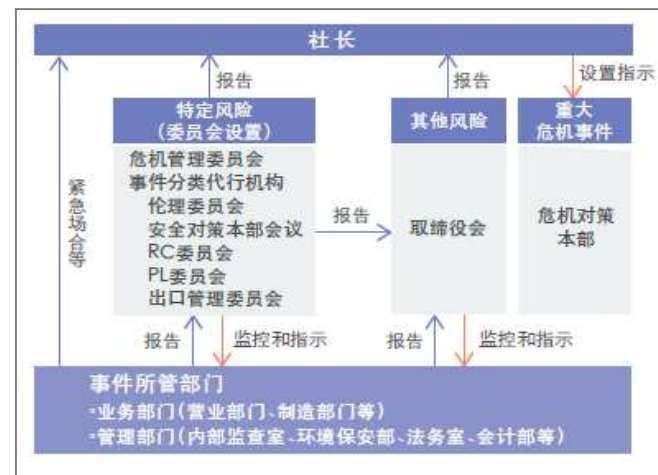 社长
报告
报告
设置指示
特定风险
（委员会设置）
其他风险
重大
危机事件
危机管理委员会
事件分类代行机构
伦理委员会
安全对策本部会议
RC委员会
PL委员会
出口管理委员会
报告
取缔役会
危机对策
本部
紧急场合等
报告
监控和指示
报告
监控和指示
事件所管部门
•业务部门(营业部门、制造部门等)
•管理部门(内部监查室、环境保安部、法务室、会计部等)